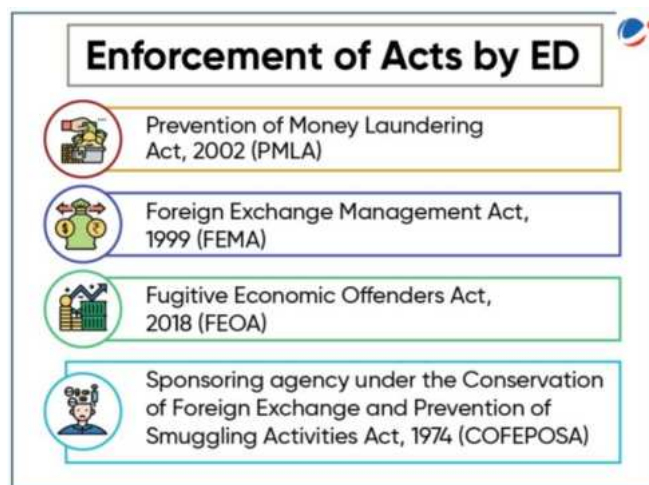 Enforcement of Acts by ED
Prevention of Money Laundering
Act, 2002 (PMLA)
Foreign Exchange Management Act,
1999 (FEMA)
Fugitive Economic Offenders Act,
2018 (FEOA)
Sponsoring agency under the Conservation
of Foreign Exchange and Prevention of
Smuggling Activities Act, 1974 (COFEPOSA)